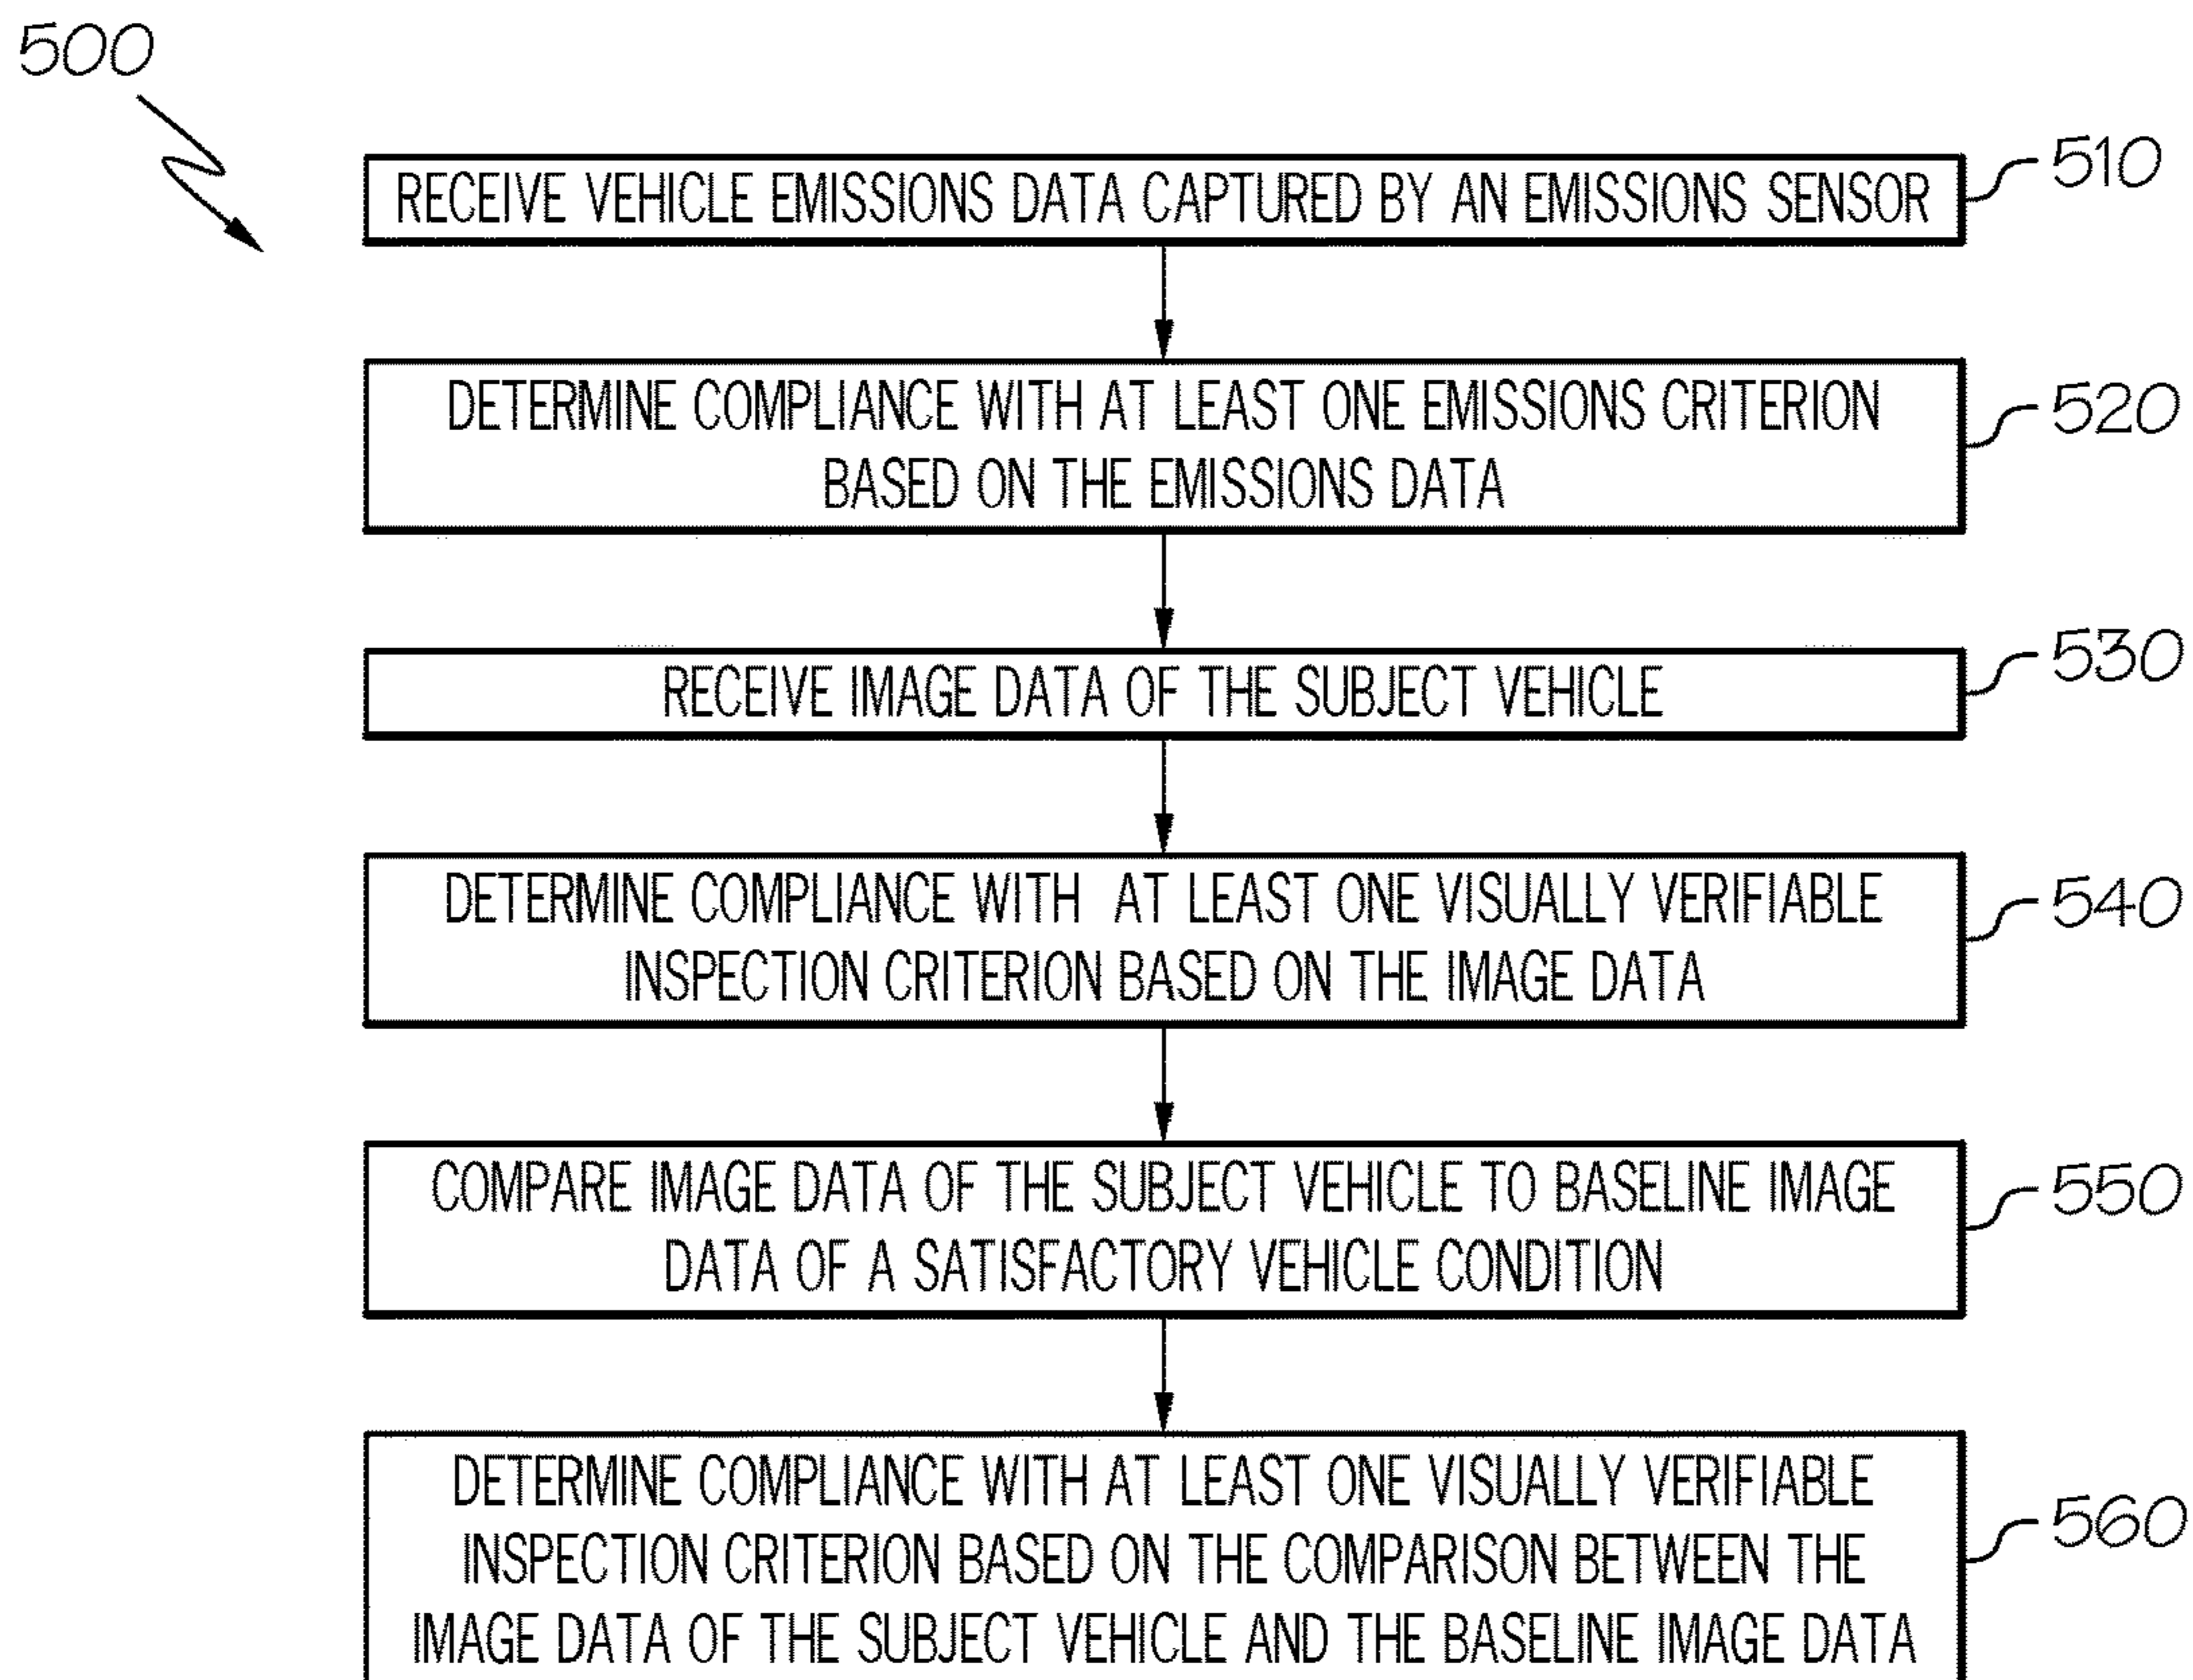 500
RECEIVE VEHICLE EMISSIONS DATA CAPTURED BY AN EMISSIONS SENSOR
510
DETERMINE COMPLIANCE WITH AT LEAST ONE EMISSIONS CRITERION
BASED ON THE EMISSIONS DATA
520
RECEIVE IMAGE DATA OF THE SUBJECT VEHICLE
530
DETERMINE COMPLIANCE WITH AT LEAST ONE VISUALLY VERIFIABLE
INSPECTION CRITERION BASED ON THE IMAGE DATA
540
COMPARE IMAGE DATA OF THE SUBJECT VEHICLE TO BASELINE IMAGE
DATA OF A SATISFACTORY VEHICLE CONDITION
550
DETERMINE COMPLIANCE WITH AT LEAST ONE VISUALLY VERIFIABLE
INSPECTION CRITERION BASED ON THE COMPARISON BETWEEN THE
IMAGE DATA OF THE SUBJECT VEHICLE AND THE BASELINE IMAGE DATA
560